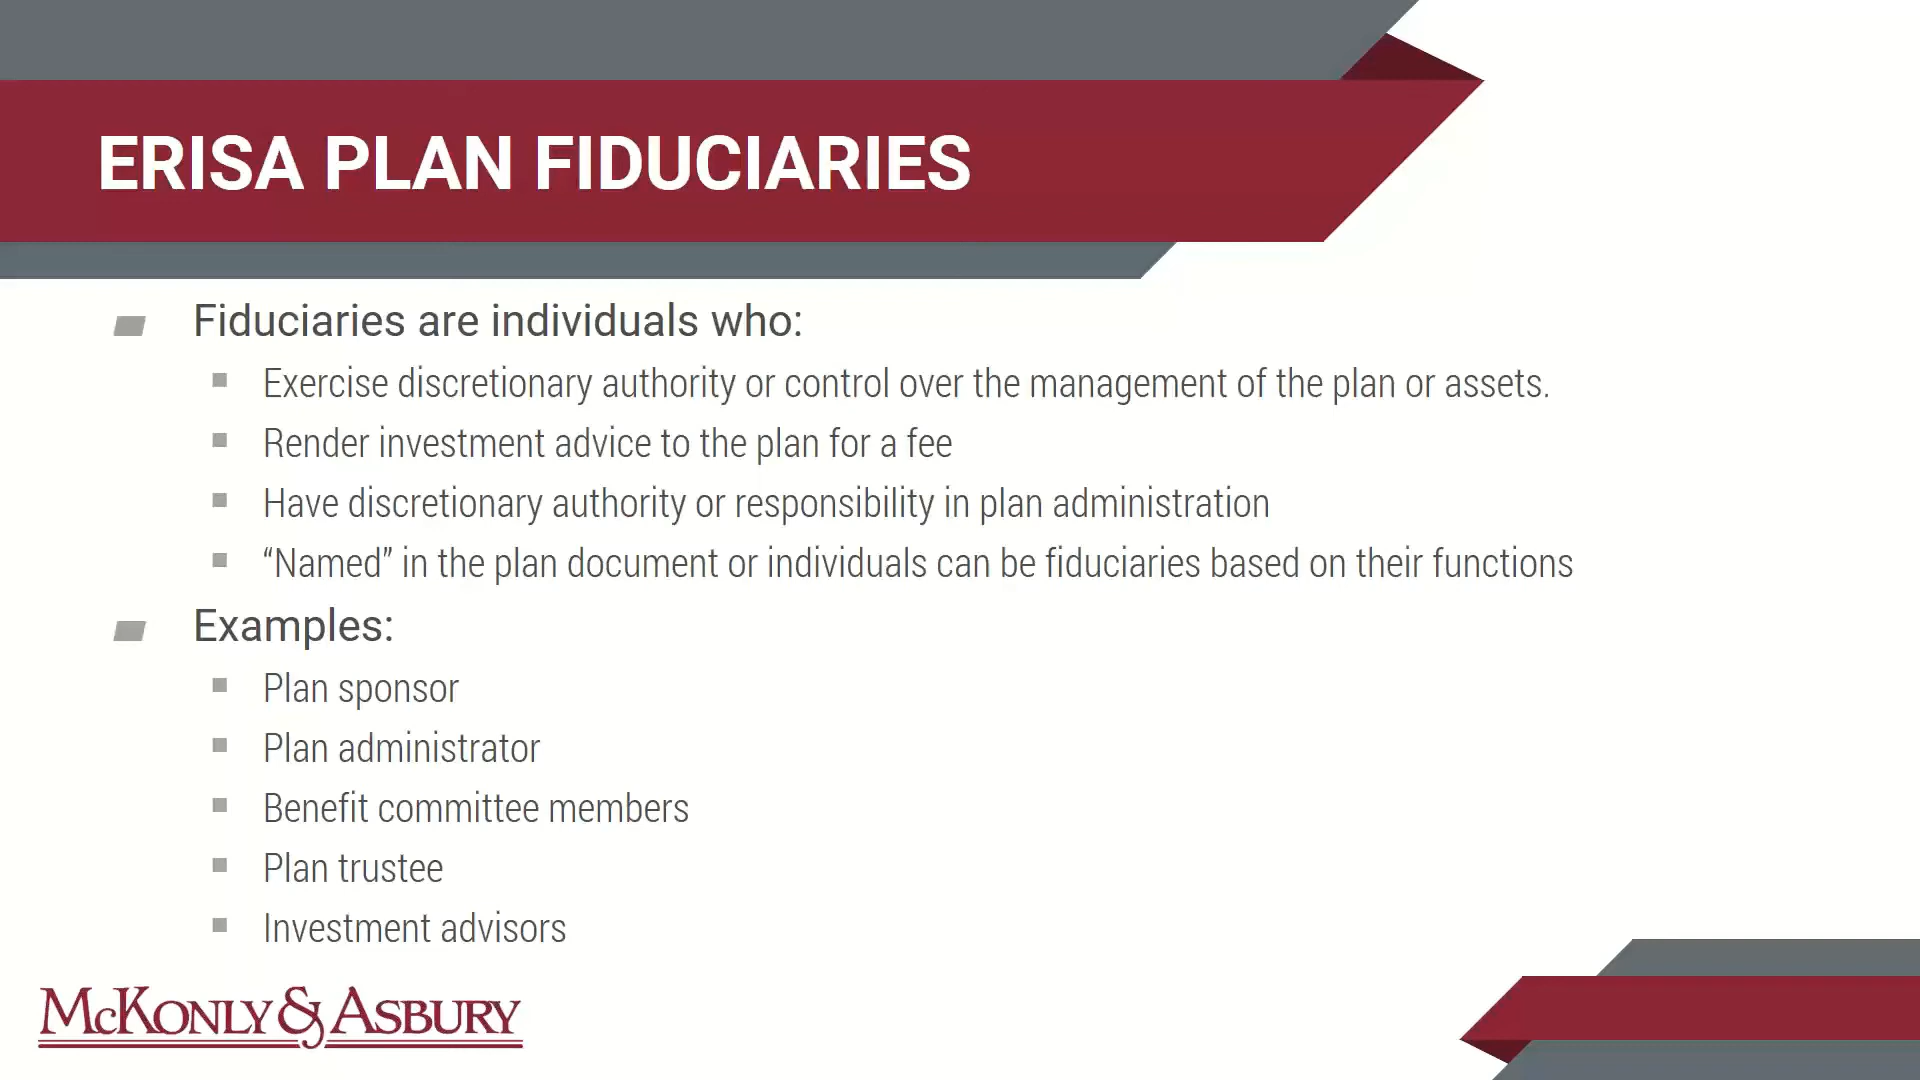 ERISA PLAN FIDUCIARIES
Fiduciaries are individuals who:
Exercise discretionary authority or control over the management of the plan or assets.
Render investment advice to the plan for a fee
Have discretionary authority or responsibility in plan administration
“Named” in the plan document or individuals can be fiduciaries based on their functions
Examples:
Plan sponsor
Plan administrator
Benefit committee members
Plan trustee
Investment advisors
McKonly & Asbury